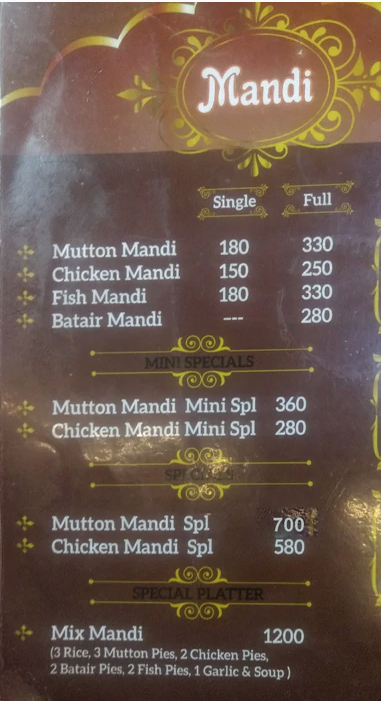 Mandi
Single Full
Mutton Mandi 180 330
Chicken Mandi 150 250
Fish Mandi 180 330
Batair Mandi --- 280
MINI SPECIALS
Mutton Mandi Mini Spl 360
Chicken Mandi Mini Spl 280
SPECIALS
Mutton Mandi Spl 700
Chicken Mandi Spl 580
SPECIAL PLATTER
Mix Mandi 1200
(3 Rice, 3 Mutton Pies, 2 Chicken Pies,
2 Batair Pies, 2 Fish Pies, 1 Garlic & Soup )